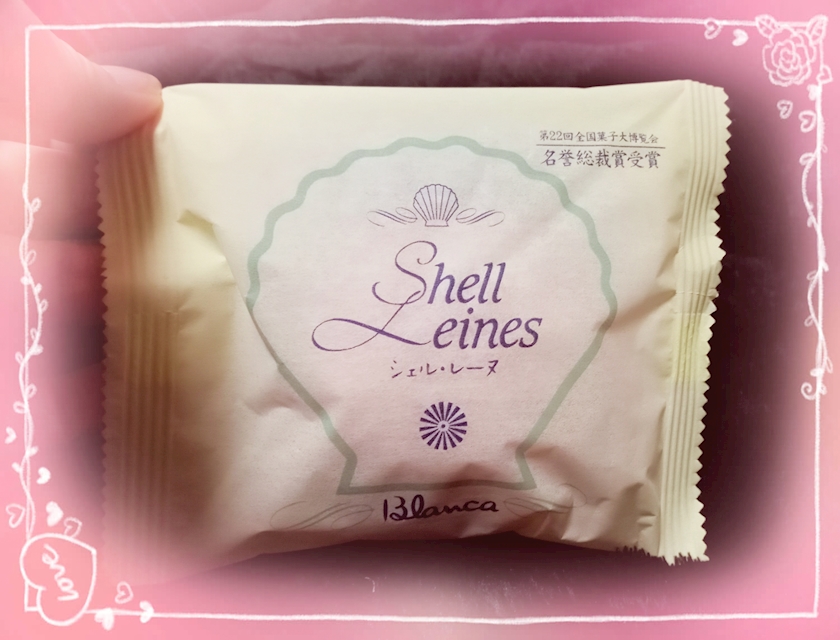 第22回全国菓子大博覧会
名誉総裁賞受賞
Shell
Leines
シェル・レーヌ
Blanca
love